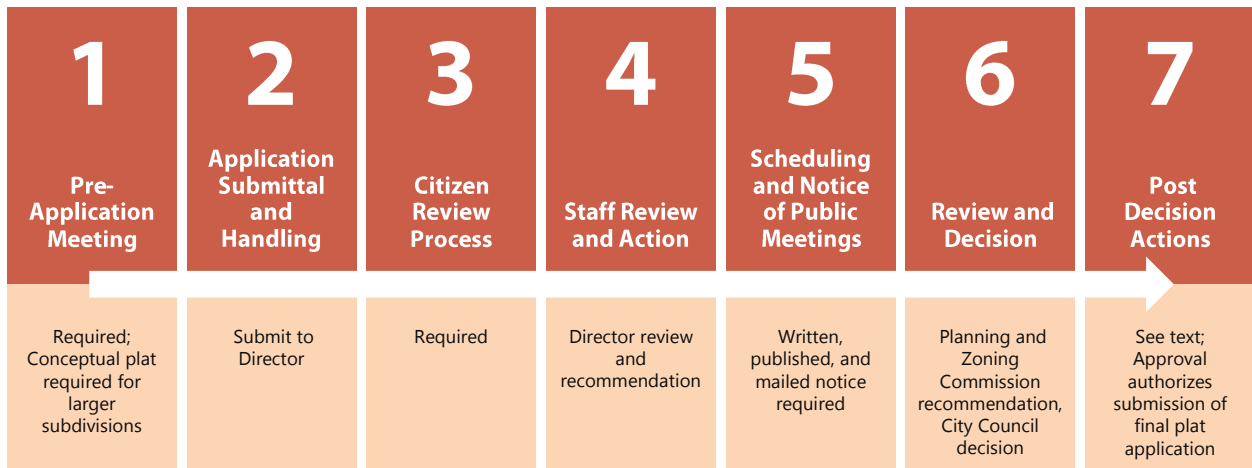 1
Pre-
Application
Meeting
Required;
Conceptual plat
required for
larger
subdivisions
2
Application
Submittal
and
Handling
Submit to
Director
3
Citizen
Review
Process
Required
4
Staff Review
and Action
Director review
and
recommendation
5
Scheduling
and Notice
of Public
Meetings
Written,
published, and
mailed notice
required
6
Review and
Decision
Planning and
Zoning
Commission
recommendation,
City Council
decision
7
Post
Decision
Actions
See text;
Approval
authorizes
submission of
final plat
application